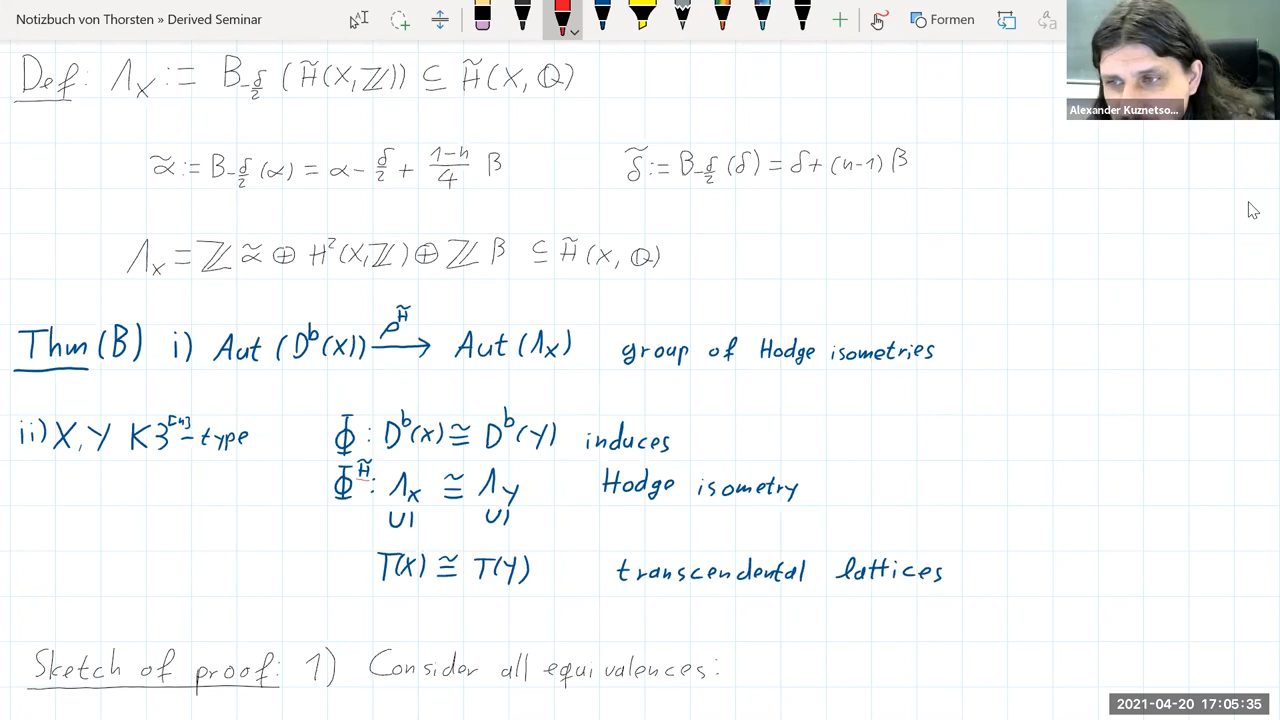 Notizbuch von Thorsten » Derived Seminar
Formen
Alexander Kuznetso...
Def: Λ_X := B_{-δ/2} (H̃(X,ℤ)) ⊆ H̃(X,ℚ)
α̃ := B_{-δ/2}(α) = α - δ/2 + (1-n)/4 β    δ̃ := B_{-δ/2}(δ) = δ + (n-1) β
Λ_X = ℤ α̃ ⊕ H²(X,ℤ) ⊕ ℤ β ⊆ H̃(X,ℚ)
Thm (B) i) Aut (D^b(X)) —ρ^H̃→ Aut (Λ_X) group of Hodge isometries
ii) X, Y K3^[n]-type    Φ : D^b(X) ≅ D^b(Y) induces
Φ^H̃ : Λ_X ≅ Λ_Y    Hodge isometry
∪| ∪|
T(X) ≅ T(Y)    transcendental lattices
Sketch of proof: 1) Consider all equivalences:
2021-04-20 17:05:35